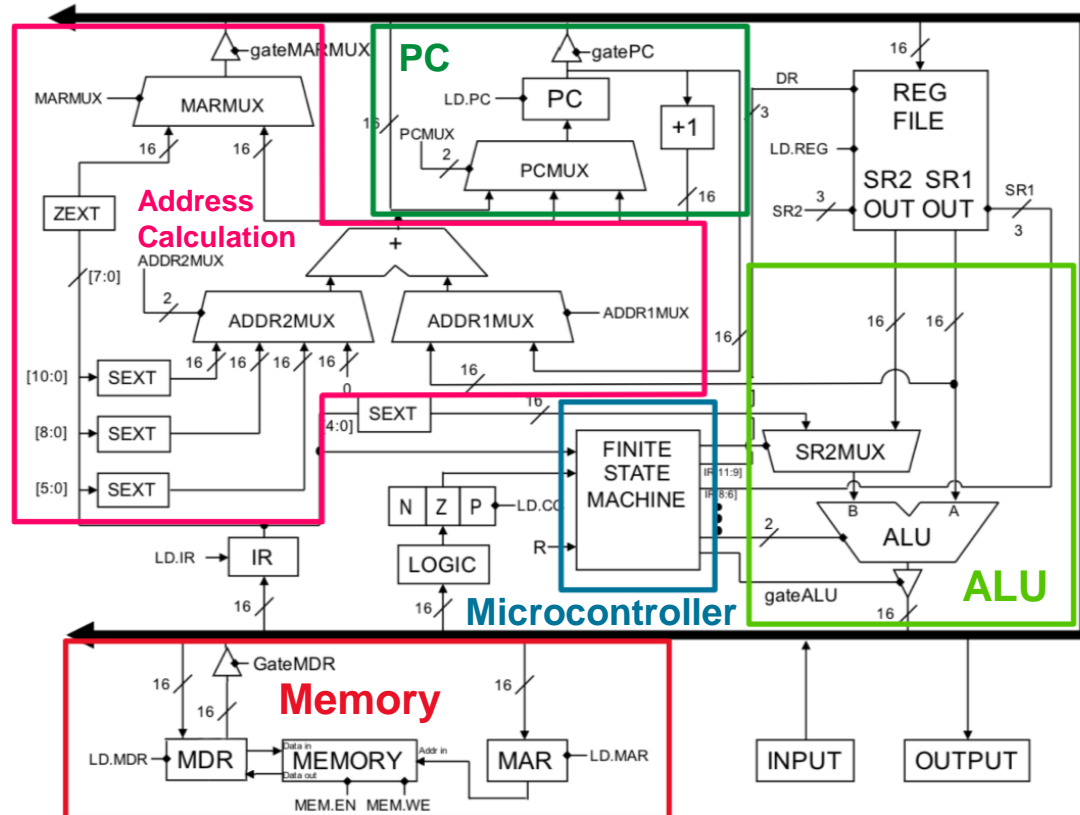 gateMARMUX
PC
gatePC
16
DR
MARMUX
MARMUX
LD.PC
PC
+1
3
REG
FILE
16
PCMUX
2
PCMUX
LD.REG
16
16
ZEXT
Address
Calculation
16
SR2
3
SR2 SR1
OUT OUT
SR1
3
+
[7:0]
ADDR2MUX
2
ADDR2MUX
ADDR1MUX
ADDR1MUX
16
16
16
[10:0]
SEXT
16
16
16
16
0
16
[8:0]
SEXT
[4:0]
SEXT
16
[5:0]
SEXT
FINITE
STATE
MACHINE
SR2MUX
IR[11:9]
IR[8:6]
N Z P
LD.CC
B
A
ALU
LD.IR
IR
LOGIC
R
2
gateALU
ALU
16
16
Microcontroller
16
GateMDR
16
16
Memory
16
LD.MDR
MDR
Data in
MEMORY
Data out
Addr in
MAR
LD.MAR
INPUT
OUTPUT
MEM.EN
MEM.WE